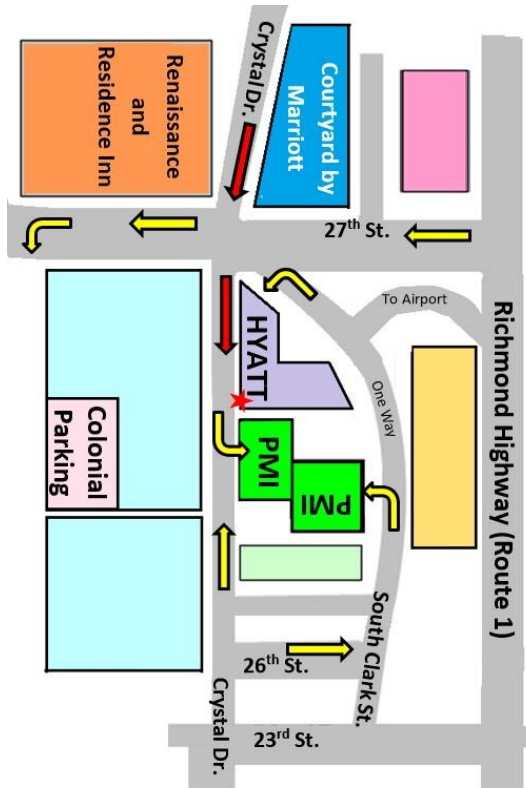 Crystal Dr.
Courtyard by
Marriott
Renaissance
and
Residence Inn
27th St.
To Airport
Richmond Highway (Route 1)
HYATT
One Way
Colonial
Parking
PMI
PMI
South Clark St.
26th St.
Crystal Dr.
23rd St.